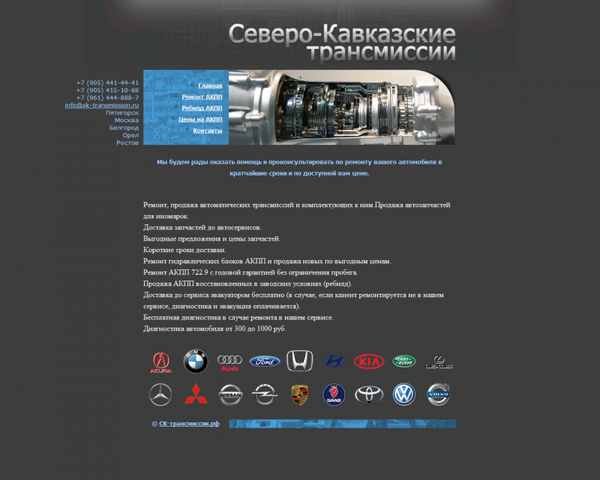 Северо-Кавказские
трансмиссии
+7 (905) 441-44-41
+7 (905) 415-10-88
+7 (961) 444-888-7
info@sk-transmission.ru
Пятигорск
Москва
Белгород
Орел
Ростов
Главная
Ремонт АКПП
Ребилд АКПП
Цены на АКПП
Контакты
Мы будем рады оказать помощь и проконсультировать по ремонту вашего автомобиля в
кратчайшие сроки и по доступной вам цене.
Ремонт, продажа автоматических трансмиссий и комплектующих к ним.Продажа автозапчастей
для иномарок.
Доставка запчастей до автосервисов.
Выгодные предложения и цены запчастей.
Короткие сроки доставки.
Ремонт гидравлических блоков АКПП и продажа новых по выгодным ценам.
Ремонт АКПП 722.9 с годовой гарантией без ограничения пробега.
Продажа АКПП восстановленных в заводских условиях (ребилд).
Доставка до сервиса эвакуатором бесплатно (в случае, если клиент ремонтируется не в нашем
сервисе, диагностика и эвакуация оплачивается).
Бесплатная диагностика в случае ремонта в нашем сервисе.
Диагностика автомобиля от 300 до 1000 руб.
ACURA Audi Ford HONDA KIA LEXUS
SAAB VOLVO
© СК-трансмиссии.рф